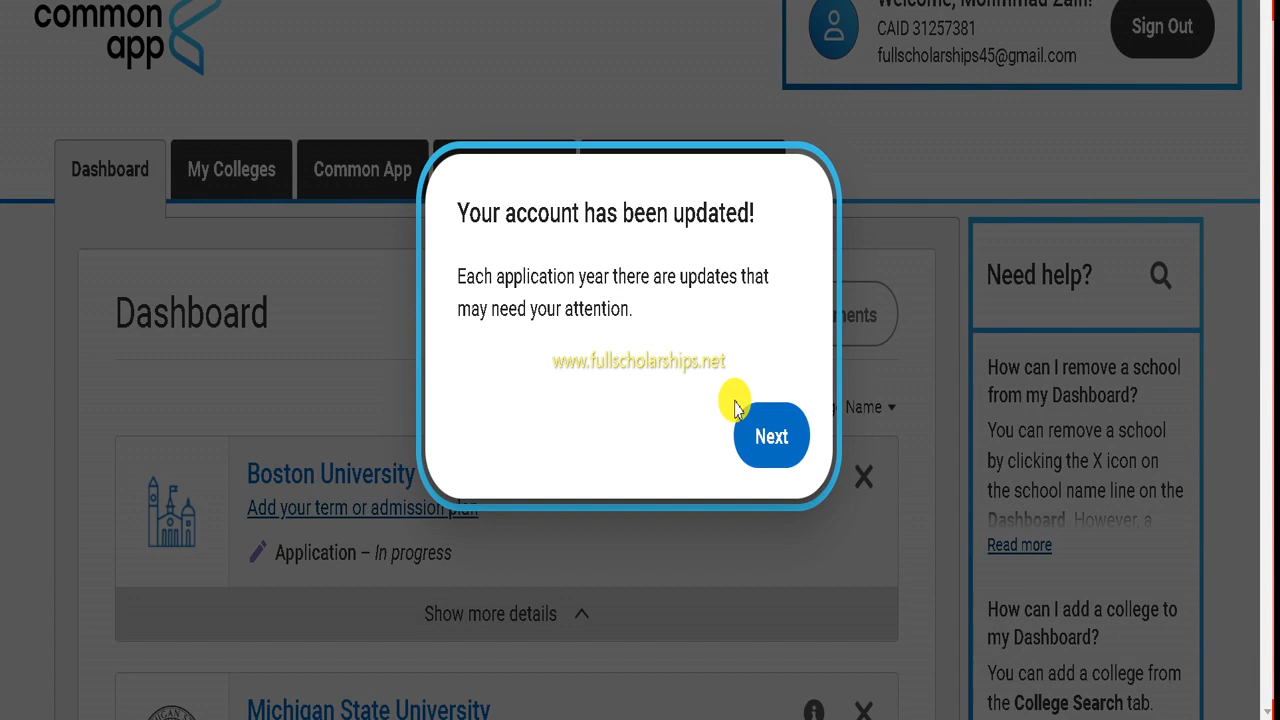 common
app
Welcome, Mohmmad Zain!
CAID 31257381
fullscholarships45@gmail.com
Sign Out
Dashboard
My Colleges
Common App
Your account has been updated!
Each application year there are updates that
may need your attention.
www.fullscholarships.net
Next
Dashboard
Name
Boston University
Add your term or admission plan
Application – In progress
Show more details
Michigan State University
Need help?
How can I remove a school
from my Dashboard?
You can remove a school
by clicking the X icon on
the school name line on the
Dashboard. However, a
Read more
How can I add a college to
my Dashboard?
You can add a college from
the College Search tab.